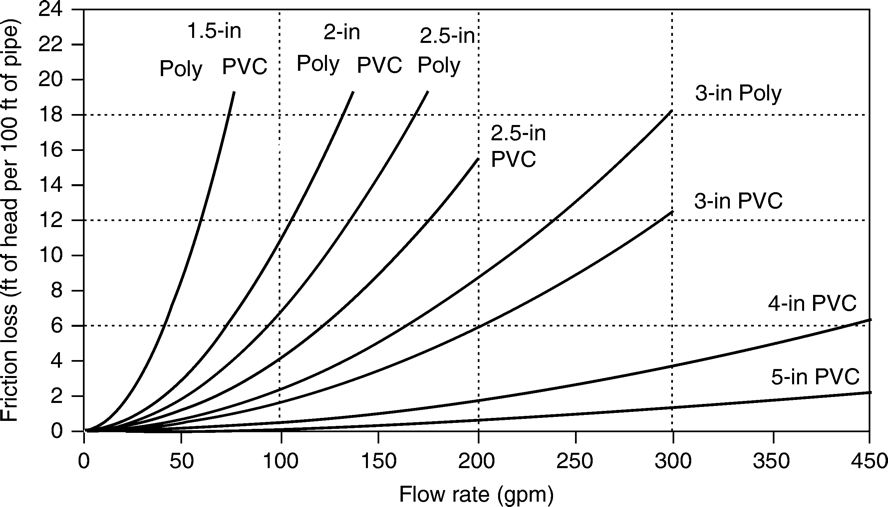 Friction loss (ft of head per 100 ft of pipe)
24
22
20
18
16
14
12
10
8
6
4
2
0
1.5-in
Poly PVC
2-in
Poly PVC
2.5-in
Poly
2.5-in
PVC
3-in Poly
3-in PVC
4-in PVC
5-in PVC
0 50 100 150 200 250 300 350 450
Flow rate (gpm)